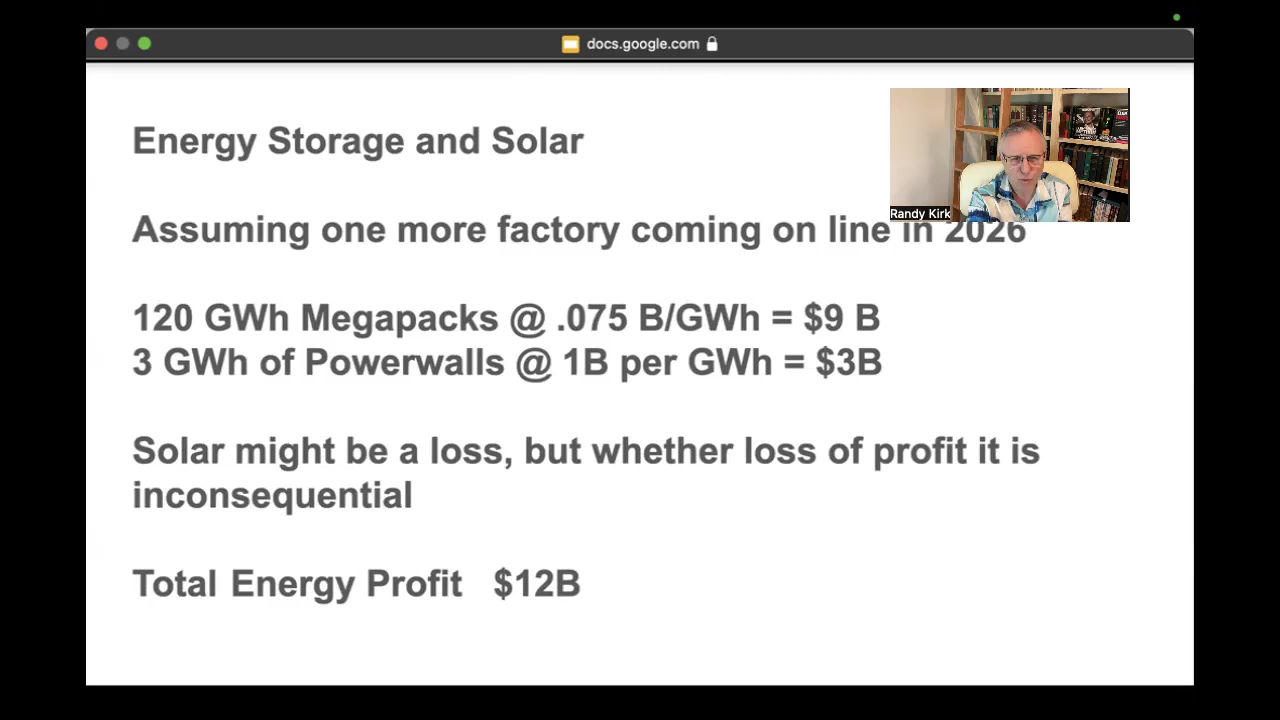 docs.google.com
Energy Storage and Solar
Randy Kirk
Assuming one more factory coming on line in 2026
120 GWh Megapacks @ .075 B/GWh = $9 B
3 GWh of Powerwalls @ 1B per GWh = $3B
Solar might be a loss, but whether loss of profit it is
inconsequential
Total Energy Profit $12B